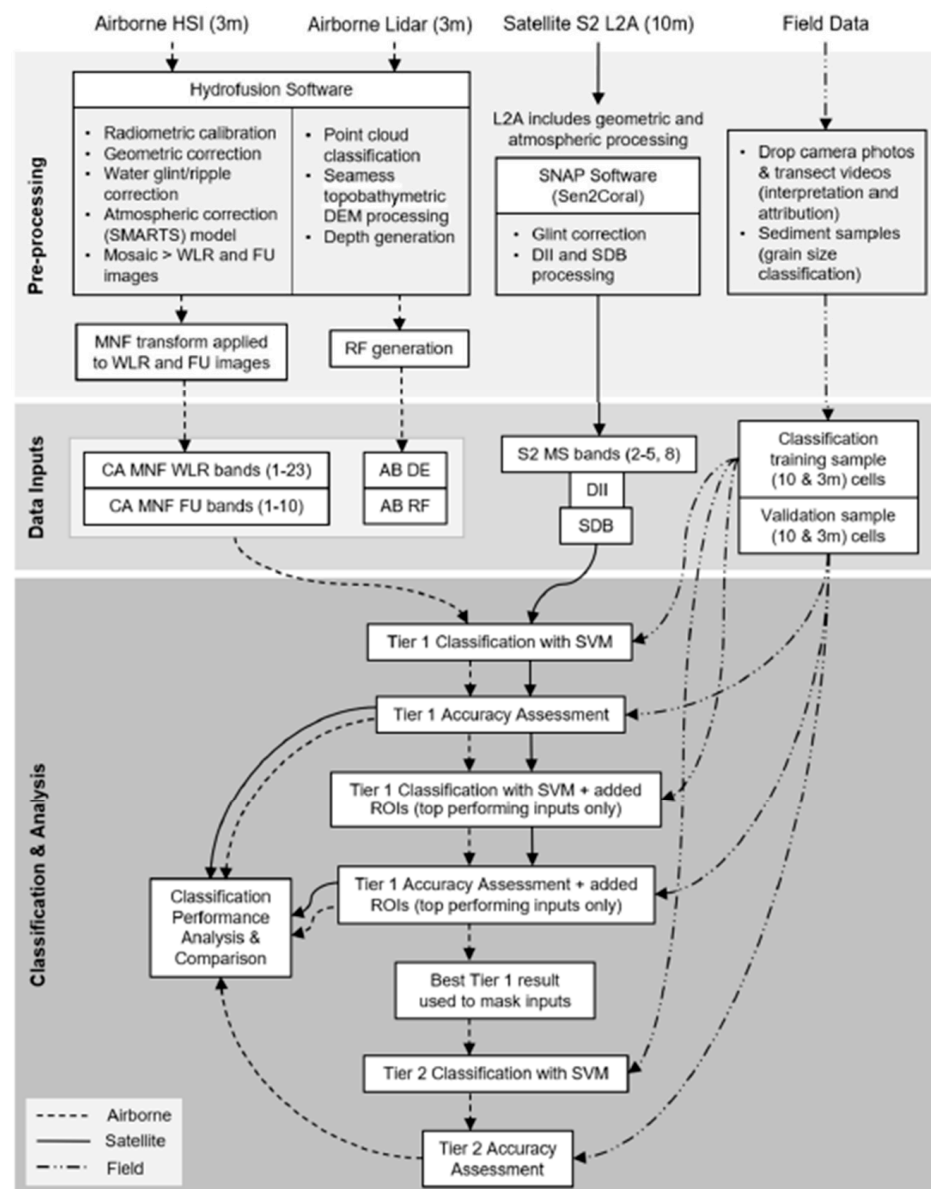 Airborne HSI (3m)
Airborne Lidar (3m)
Satellite S2 L2A (10m)
Field Data
Pre-processing
Hydrofusion Software
• Radiometric calibration
• Geometric correction
• Water glint/ripple
correction
• Atmospheric correction
(SMARTS) model
• Mosaic > WLR and FU
images
• Point cloud
classification
• Seamess
topobathymetric
DEM processing
• Depth generation
L2A includes geometric and
atmospheric processing
SNAP Software
(Sen2Coral)
• Glint correction
• DII and SDB
processing
• Drop camera photos
& transect videos
(interpretation and
attribution)
• Sediment samples
(grain size
classification)
MNF transform applied
to WLR and FU images
RF generation
Data Inputs
CA MNF WLR bands (1-23)
CA MNF FU bands (1-10)
AB DE
AB RF
S2 MS bands (2-5, 8)
DII
SDB
Classification
training sample
(10 & 3m) cells
Validation sample
(10 & 3m) cells
Classification & Analysis
Tier 1 Classification with SVM
Tier 1 Accuracy Assessment
Tier 1 Classification with SVM + added
ROIs (top performing inputs only)
Tier 1 Accuracy Assessment + added
ROIs (top performing inputs only)
Classification
Performance
Analysis &
Comparison
Best Tier 1 result
used to mask inputs
Tier 2 Classification with SVM
Tier 2 Accuracy
Assessment
Airborne
Satellite
Field